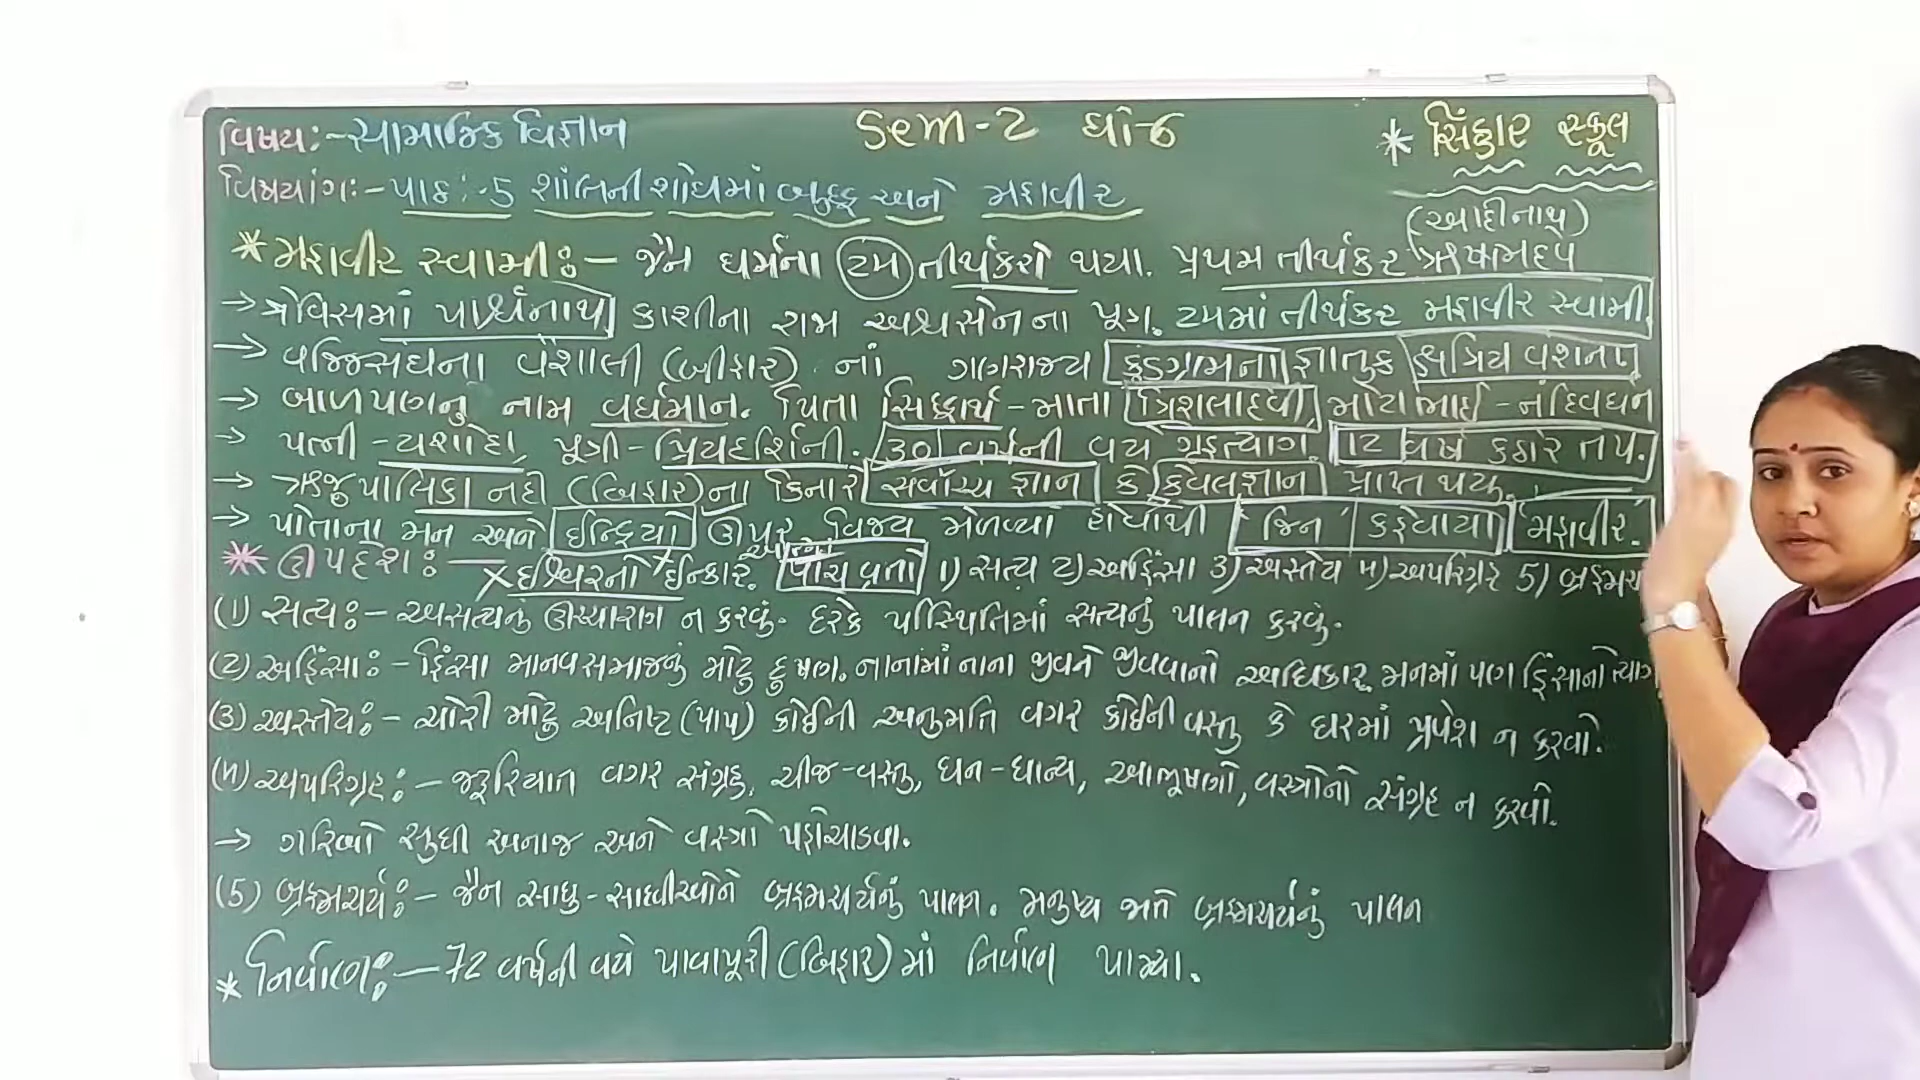 વિષય:- સામાજિક વિજ્ઞાન
Sem-2 ધો-6
* સિંહાર સ્કૂલ
વિષયાંગ:- પાઠ:-5 શાંતિની શોધમાં બુદ્ધ અને મહાવીર
(આદીનાથ)
* મહાવીર સ્વામી:- જૈન ધર્મના 24 તીર્થંકરો થયા. પ્રથમ તીર્થંકર ઋષભદેવ
→ ત્રેવિસમાં પાર્શ્વનાથ કાશીના રાજા અશ્વસેનના પૂત્ર. 24માં તીર્થંકર મહાવીર સ્વામી.
→ વજ્જિસંઘના વૈશાલી (બીહાર) નાં ગણરાજ્ય કુંડગ્રામના જ્ઞાતૃક ક્ષત્રિય વંશના
→ બાળપણનું નામ વર્ધમાન. પિતા સિદ્ધાર્થ - માતા ત્રિશલાદેવી મોટાભાઈ - નંદિવર્ધન
→ પત્ની - યશોદા, પૂત્રી - પ્રિયદર્શિની. 30 વર્ષની વયે ગૃહત્યાગ. 12 વર્ષ કઠોર તપ.
→ ઋજુપાલિકા નદી (બિહાર) ના કિનારે સર્વોચ્ચ જ્ઞાન કે કેવલજ્ઞાન પ્રાપ્ત થયુ.
→ પોતાના મન અને ઈન્દ્રિયો ઊપર વિજય મેળવ્યો હોવાથી જિન કહેવાયા 'મહાવીર'.
* ઊપદેશ:- ઈશ્વરનો ઈન્કાર. પાંચ વ્રતો 1) સત્ય 2) અહિંસા 3) અસ્તેય 4) અપરિગ્રહ 5) બ્રહ્મચર્ય
(1) સત્ય:- અસત્યનું ઊચ્ચારણ ન કરવું. દરેક પરિસ્થિતિમાં સત્યનું પાલન કરવું.
(2) અહિંસા:- હિંસા માનવસમાજનું મોટુ દુષણ. નાનામાં નાના જીવને જીવવાનો અધિકાર. મનમાં પણ હિંસાનો ત્યાગ
(3) અસ્તેય:- ચોરી મોટુ અનિષ્ટ (પાપ) કોઈની અનુમતિ વગર કોઈની વસ્તુ કે ઘરમાં પ્રવેશ ન કરવો.
(4) અપરિગ્રહ:- જરૂરિયાત વગર સંગ્રહ, ચીજ-વસ્તુ, ધન-ધાન્ય, આભૂષણો, વસ્ત્રોનો સંગ્રહ ન કરવો.
→ ગરિબો સુધી અનાજ અને વસ્ત્રો પહોચાડવા.
(5) બ્રહ્મચર્ય:- જૈન સાધુ-સાધ્વીઓને બ્રહ્મચર્યનું પાલન. મનુષ્ય જાતે બ્રહ્મચર્યનું પાલન
* નિર્વાણ:- 72 વર્ષની વયે પાવાપૂરી (બિહાર) માં નિર્વાણ પામ્યા.